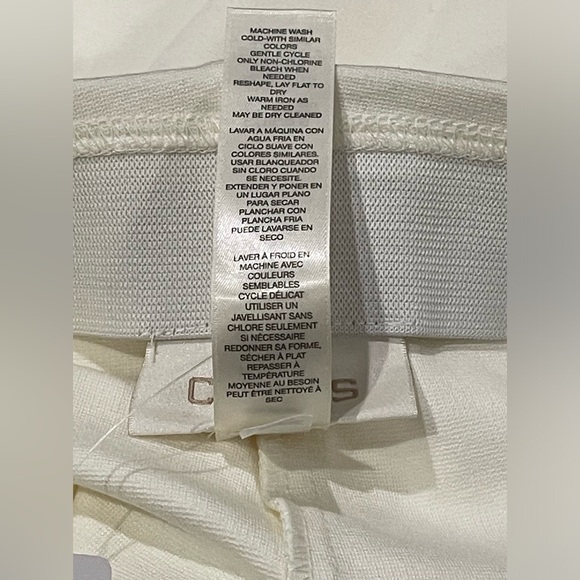 MACHINE WASH
COLD-WITH SIMILAR
COLORS
GENTLE CYCLE
ONLY NON-CHLORINE
BLEACH WHEN
NEEDED
RESHAPE, LAY FLAT TO
DRY
WARM IRON AS
NEEDED
MAY BE DRY CLEANED
LAVAR A MÁQUINA CON
AGUA FRIA EN
CICLO SUAVE CON
COLORES SIMILARES.
USAR BLANQUEADOR
SIN CLORO CUANDO
SE NECESITE.
EXTENDER Y PONER EN
UN LUGAR PLANO
PARA SECAR
PLANCHAR CON
PLANCHA FRIA
PUEDE LAVARSE EN
SECO
LAVER À FROID EN
MACHINE AVEC
COULEURS
SEMBLABLES
CYCLE DÉLICAT
UTILISER UN
JAVELLISANT SANS
CHLORE SEULEMENT
SI NÉCESSAIRE
REDONNER SA FORME,
SÉCHER À PLAT
REPASSER À
TEMPÉRATURE
MOYENNE AU BESOIN
PEUT ÊTRE NETTOYÉ À
SEC